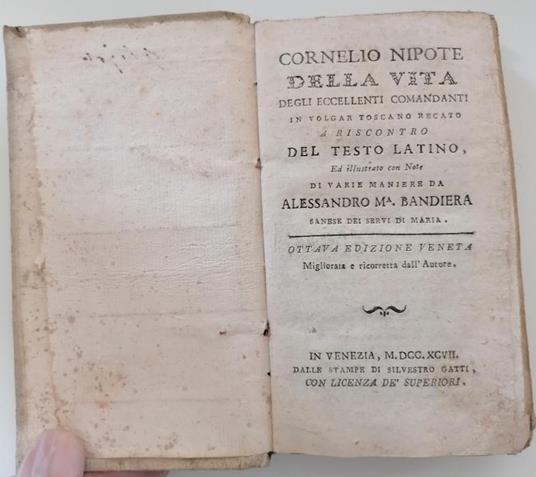 CORNELIO NIPOTE
DELLA VITA
DEGLI ECCELLENTI COMANDANTI
IN VOLGAR TOSCANO RECATO
A RISCONTRO
DEL TESTO LATINO,
Ed illustrato con Note
DI VARIE MANIERE DA
ALESSANDRO Mᴬ. BANDIERA
SANESE DEI SERVI DI MARIA.
OTTAVA EDIZIONE VENETA
Migliorata e ricorretta dall' Autore.
IN VENEZIA, M.DCC.XCVII.
DALLE STAMPE DI SILVESTRO GATTI,
CON LICENZA DE' SUPERIORI.